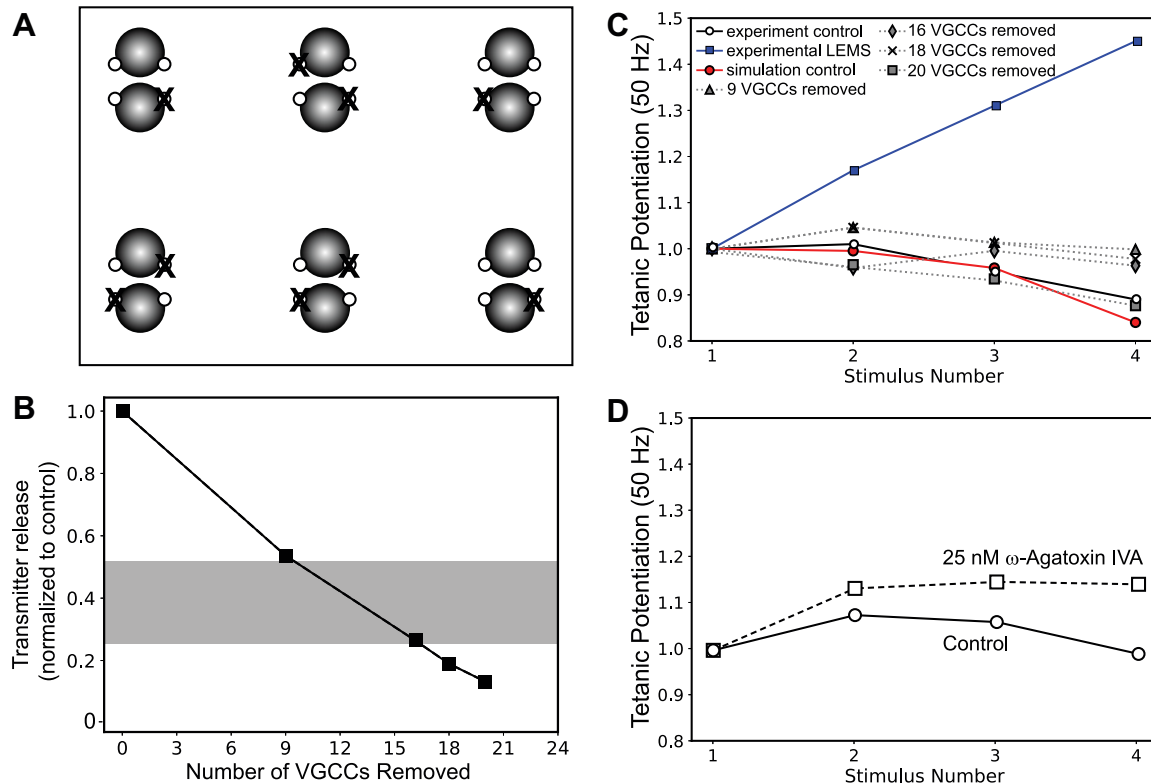 A
B
Transmitter release
(normalized to control)
1.0
0.8
0.6
0.4
0.2
0
0 3 6 9 12 15 18 21 24
Number of VGCCs Removed
C
experiment control
experimental LEMS
simulation control
9 VGCCs removed
16 VGCCs removed
18 VGCCs removed
20 VGCCs removed
Tetanic Potentiation (50 Hz)
1.5
1.4
1.3
1.2
1.1
1.0
0.9
0.8
1 2 3 4
Stimulus Number
D
Tetanic Potentiation (50 Hz)
1.5
1.4
1.3
1.2
1.1
1.0
0.9
0.8
25 nM ω-Agatoxin IVA
Control
1 2 3 4
Stimulus Number